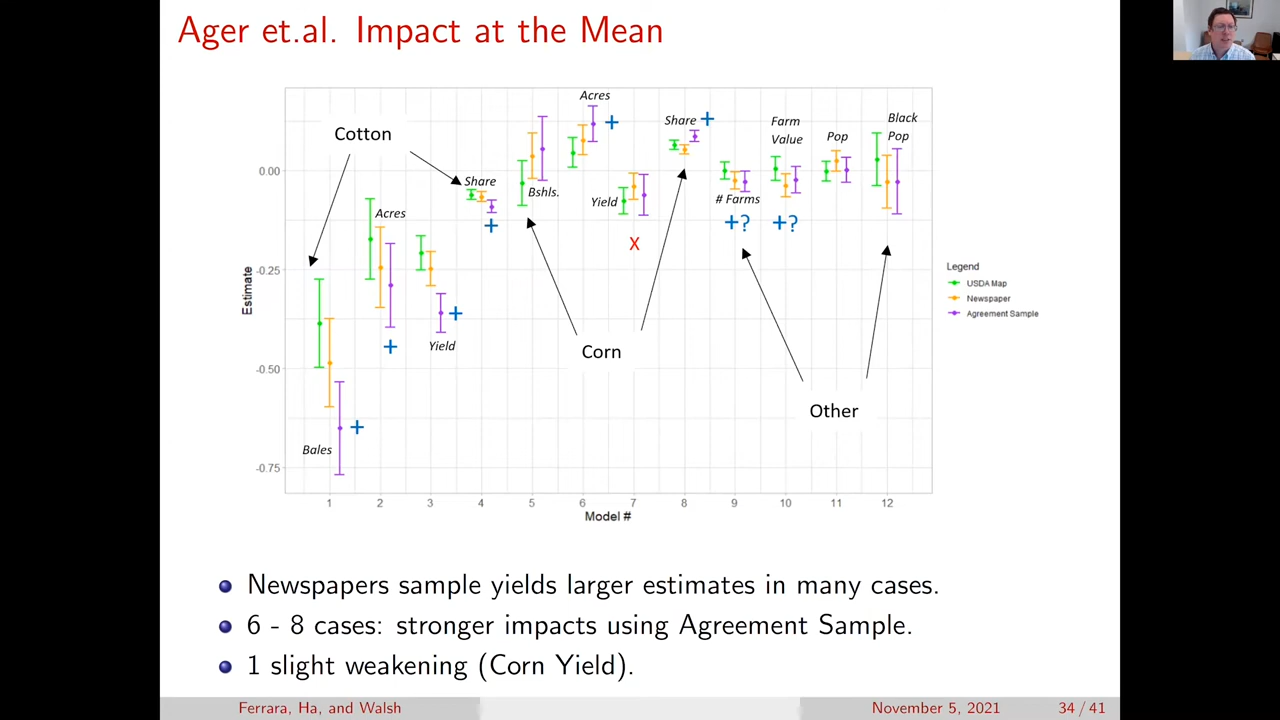 Ager et.al. Impact at the Mean
Acres
Cotton
Share
Farm
Value
Black
Pop
Pop
0.00
Share
Bshls.
Yield
# Farms
Acres
+
+
X
+? +?
-0.25
Estimate
Legend
USDA Map
Newspaper
Agreement Sample
+
+
Yield
Corn
-0.50
Other
+
+
Bales
-0.75
1 2 3 4 5 6 7 8 9 10 11 12
Model #
Newspapers sample yields larger estimates in many cases.
6 - 8 cases: stronger impacts using Agreement Sample.
1 slight weakening (Corn Yield).
Ferrara, Ha, and Walsh November 5, 2021 34 / 41